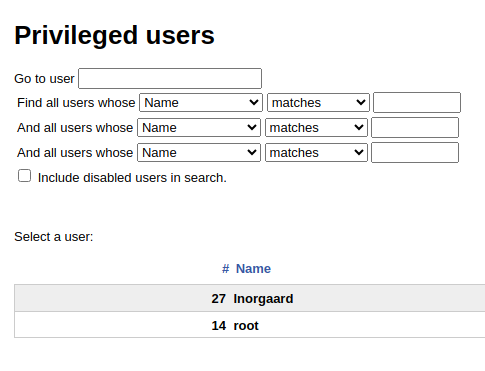 Privileged users
Go to user
Find all users whose Name matches
And all users whose Name matches
And all users whose Name matches
Include disabled users in search.
Select a user:
# Name
27 lnorgaard
14 root